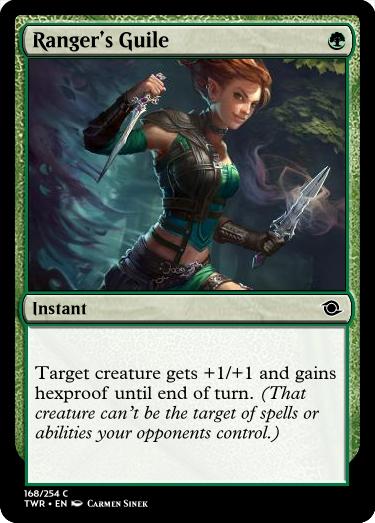 Ranger's Guile
Instant
Target creature gets +1/+1 and gains
hexproof until end of turn. (That
creature can't be the target of spells or
abilities your opponents control.)
168/254 C
TWR • EN Carmen Sinek